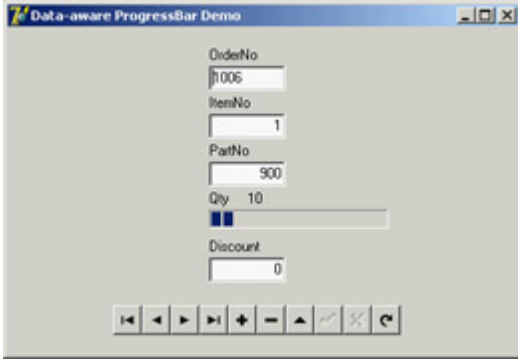 Data-aware ProgressBar Demo
OrderNo
1006
ItemNo
1
PartNo
900
Qty 10
Discount
0